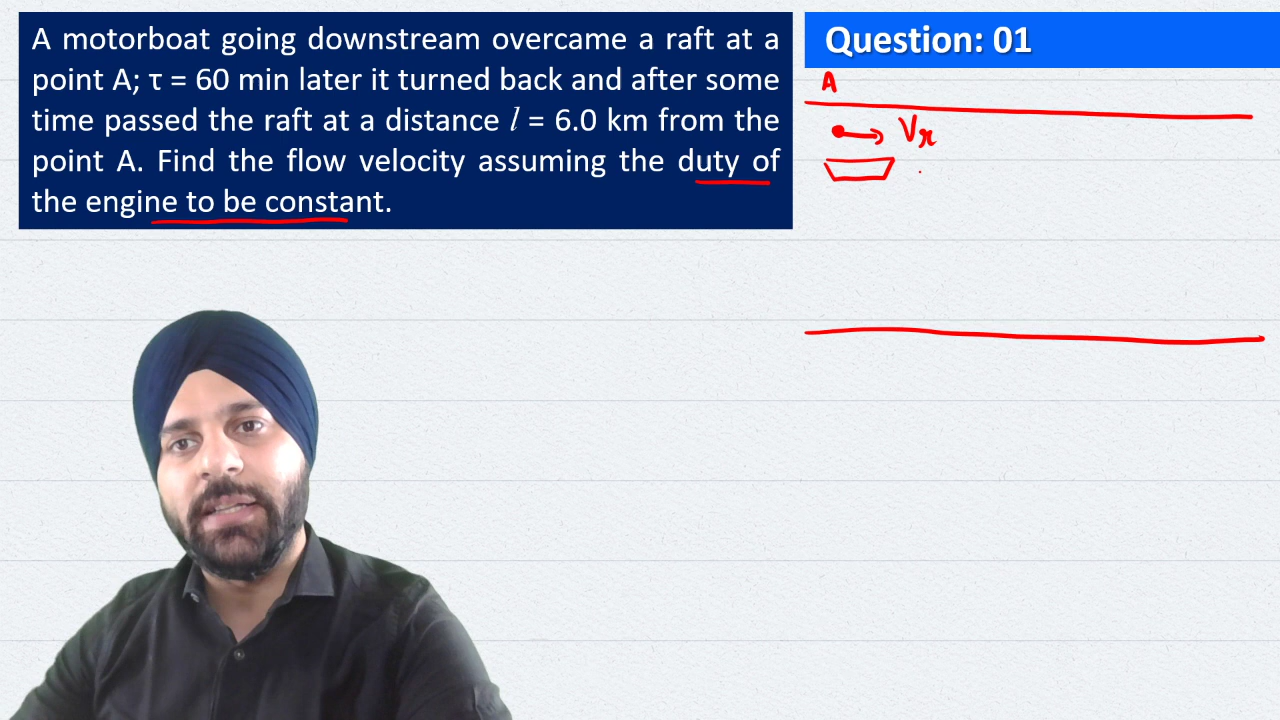 A motorboat going downstream overcame a raft at a
point A; τ = 60 min later it turned back and after some
time passed the raft at a distance l = 6.0 km from the
point A. Find the flow velocity assuming the duty of
the engine to be constant.
Question: 01
A
Vr